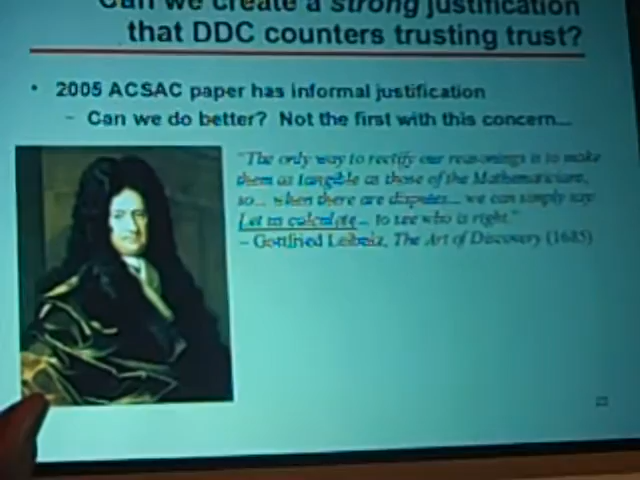 Can we create a strong justification
that DDC counters trusting trust?
• 2005 ACSAC paper has informal justification
– Can we do better? Not the first with this concern...
"The only way to rectify our reasonings is to make
them as tangible as those of the Mathematicians,
so... when there are disputes... we can simply say:
Let us calculate... to see who is right."
– Gottfried Leibniz, The Art of Discovery (1685)